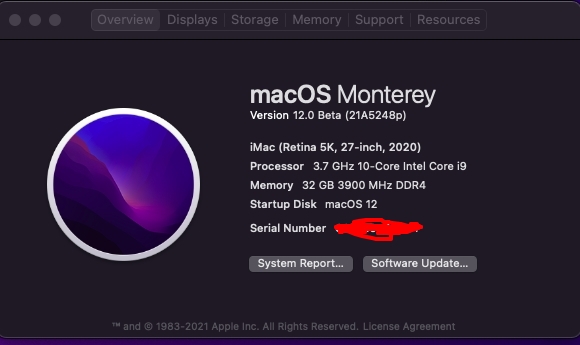 Overview Displays Storage Memory Support Resources
macOS Monterey
Version 12.0 Beta (21A5248p)
iMac (Retina 5K, 27-inch, 2020)
Processor 3.7 GHz 10-Core Intel Core i9
Memory 32 GB 3900 MHz DDR4
Startup Disk macOS 12
Serial Number
System Report... Software Update...
™ and © 1983-2021 Apple Inc. All Rights Reserved. License Agreement